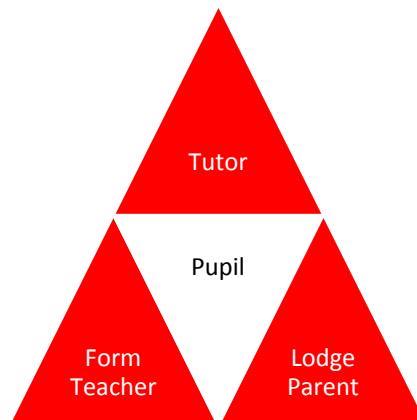 Tutor
Pupil
Form
Teacher
Lodge
Parent